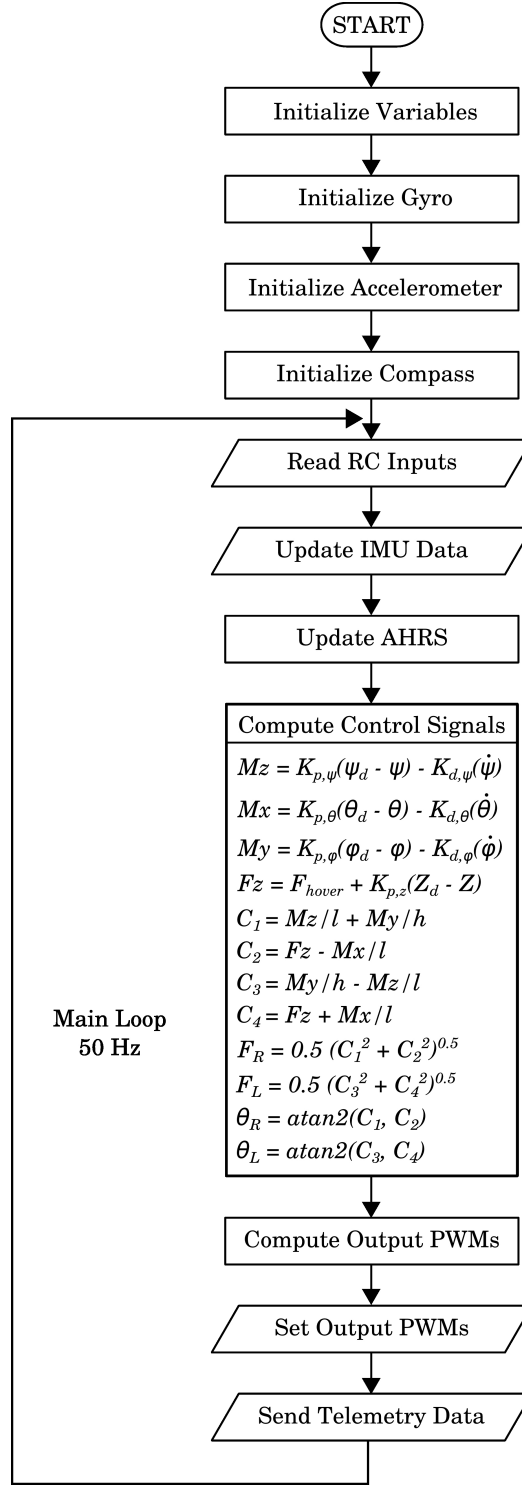 START
Initialize Variables
Initialize Gyro
Initialize Accelerometer
Initialize Compass
Read RC Inputs
Update IMU Data
Update AHRS
Compute Control Signals
Mz = K_{p,ψ}(ψ_d - ψ) - K_{d,ψ}(ψ̇)
Mx = K_{p,θ}(θ_d - θ) - K_{d,θ}(θ̇)
My = K_{p,φ}(φ_d - φ) - K_{d,φ}(φ̇)
Fz = F_{hover} + K_{p,z}(Z_d - Z)
C_1 = Mz/l + My/h
C_2 = Fz - Mx/l
C_3 = My/h - Mz/l
C_4 = Fz + Mx/l
F_R = 0.5 (C_1^2 + C_2^2)^{0.5}
F_L = 0.5 (C_3^2 + C_4^2)^{0.5}
θ_R = atan2(C_1, C_2)
θ_L = atan2(C_3, C_4)
Main Loop
50 Hz
Compute Output PWMs
Set Output PWMs
Send Telemetry Data